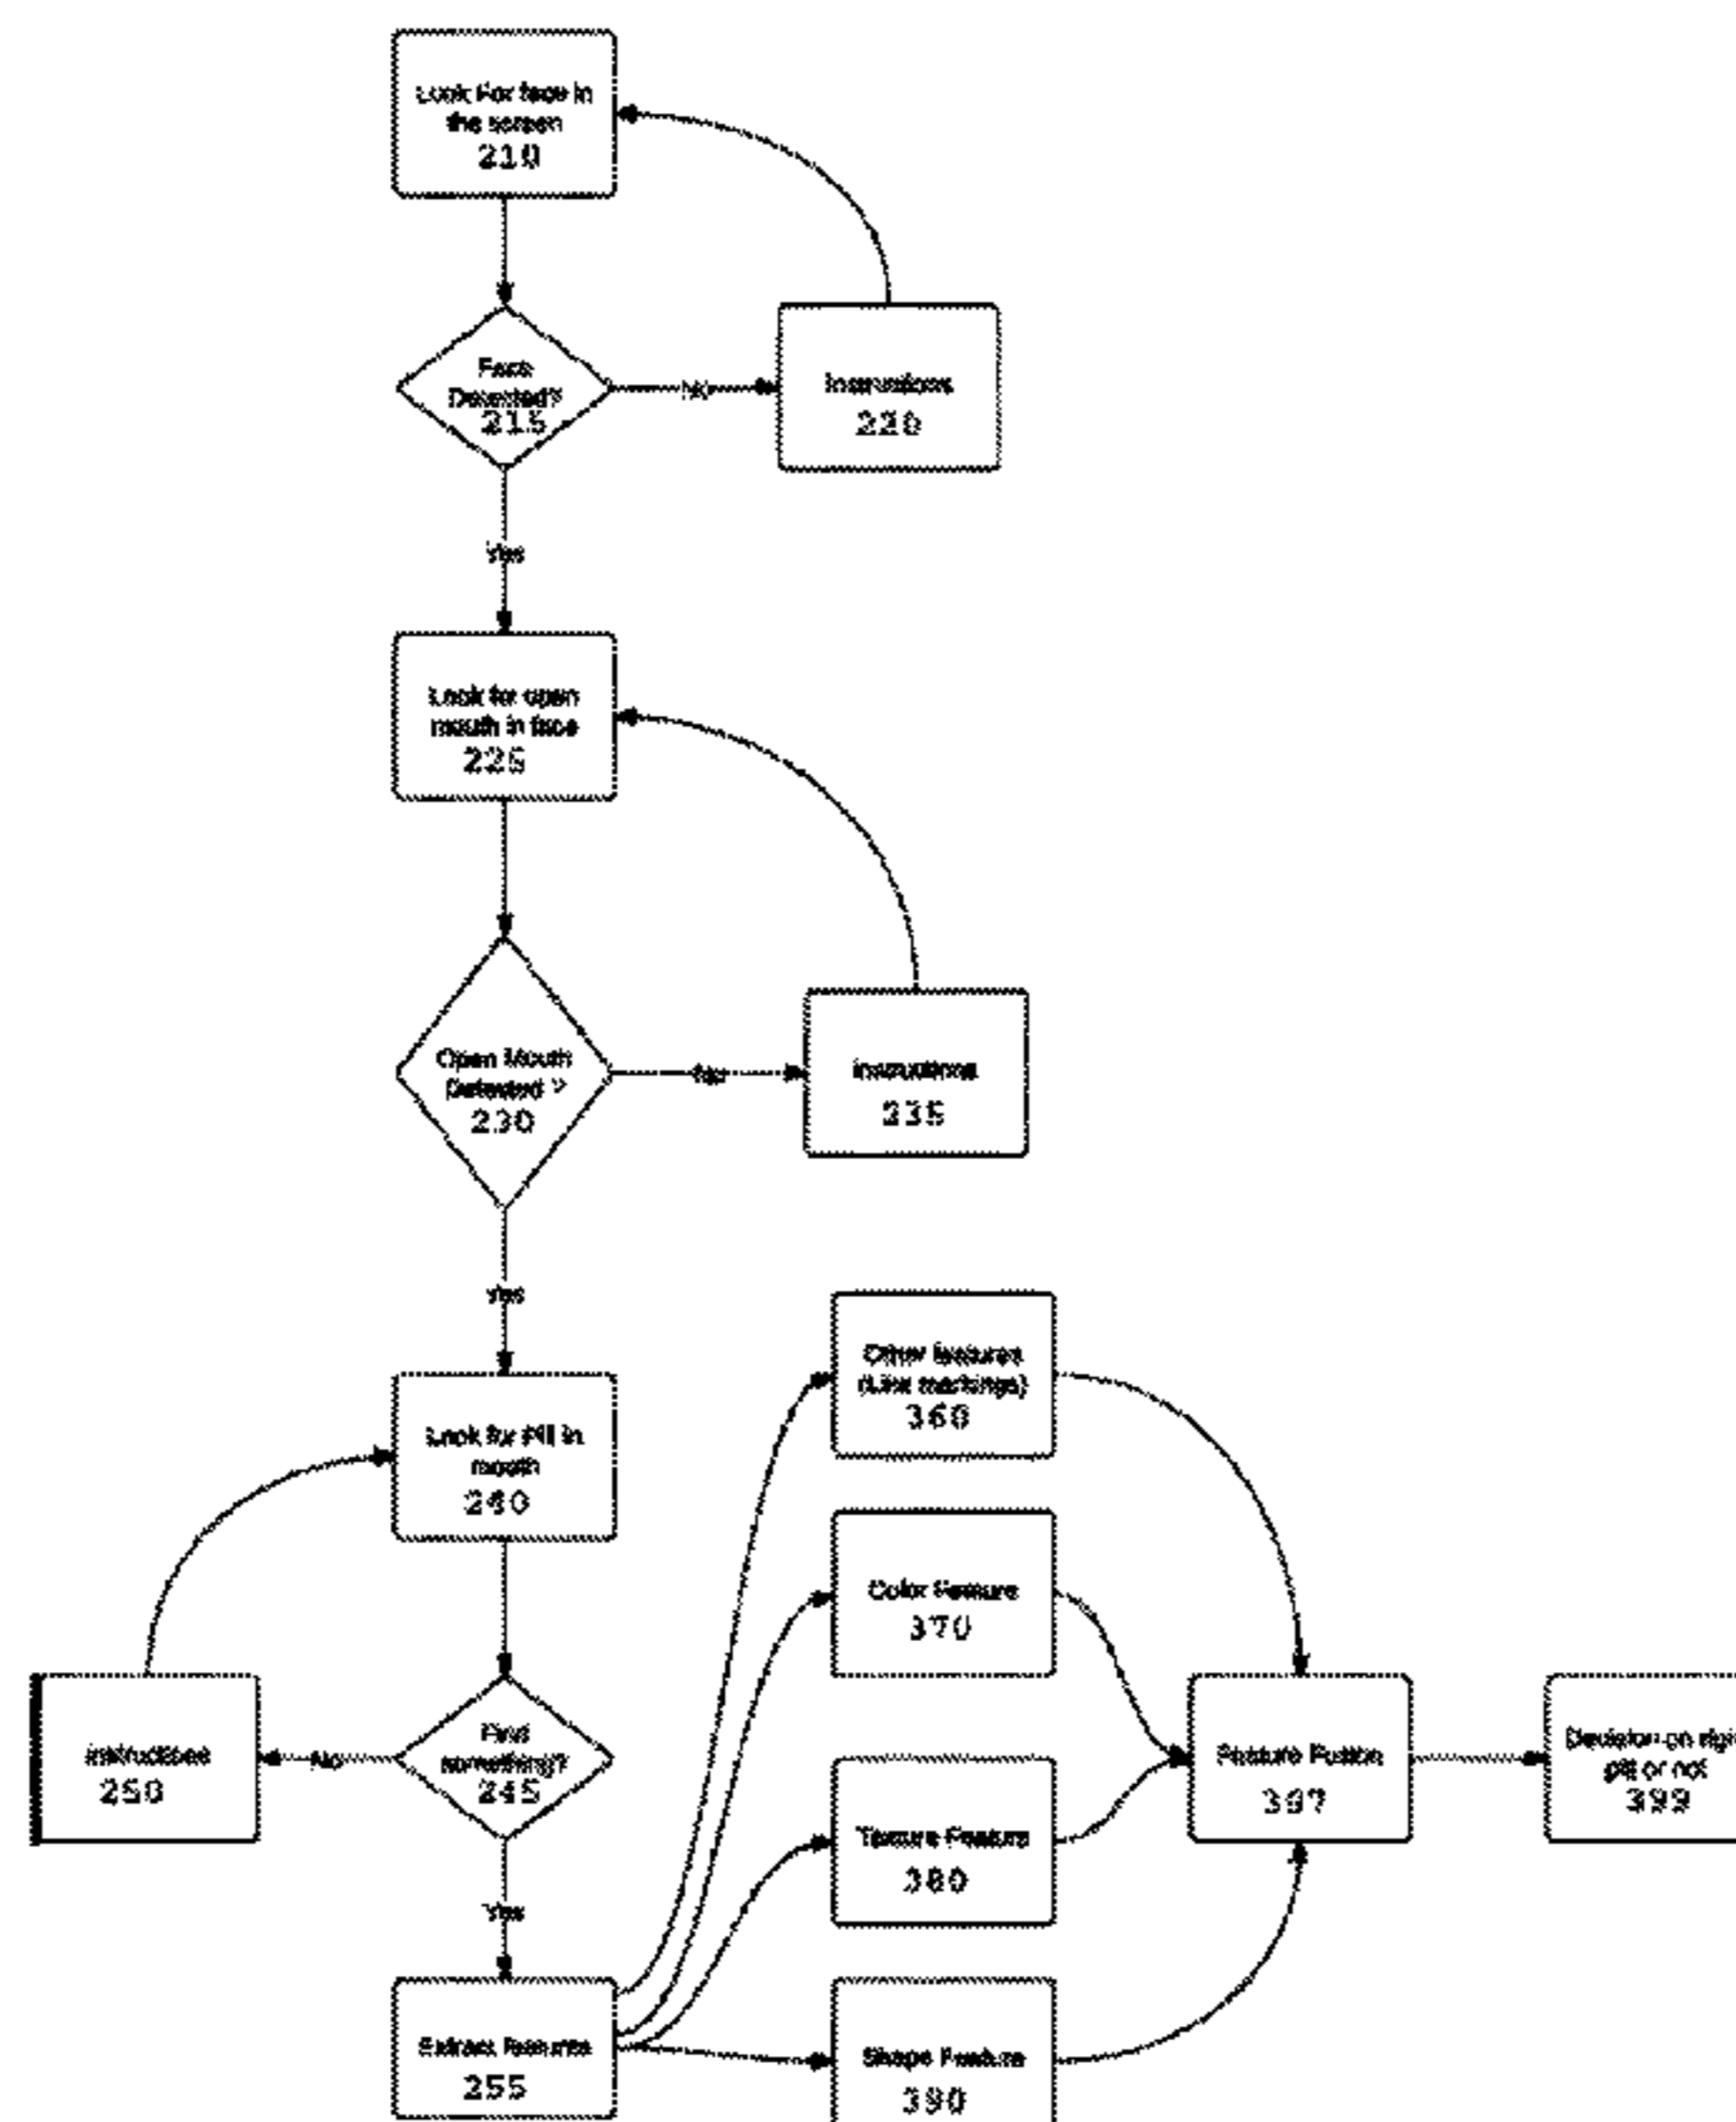 Look For face in
the screen
210
Face
Detected?
215
No
Instructions
220
Yes
Look for open
mouth in face
225
Open Mouth
Detected ?
230
No
instructions
235
Yes
Look for Pill in
mouth
240
Find
something?
245
No
instructions
250
Yes
Extract features
255
Other features
(Like markings)
360
Color Feature
370
Texture Feature
380
Shape Feature
390
Feature Fusion
397
Decision on
pill or not
399